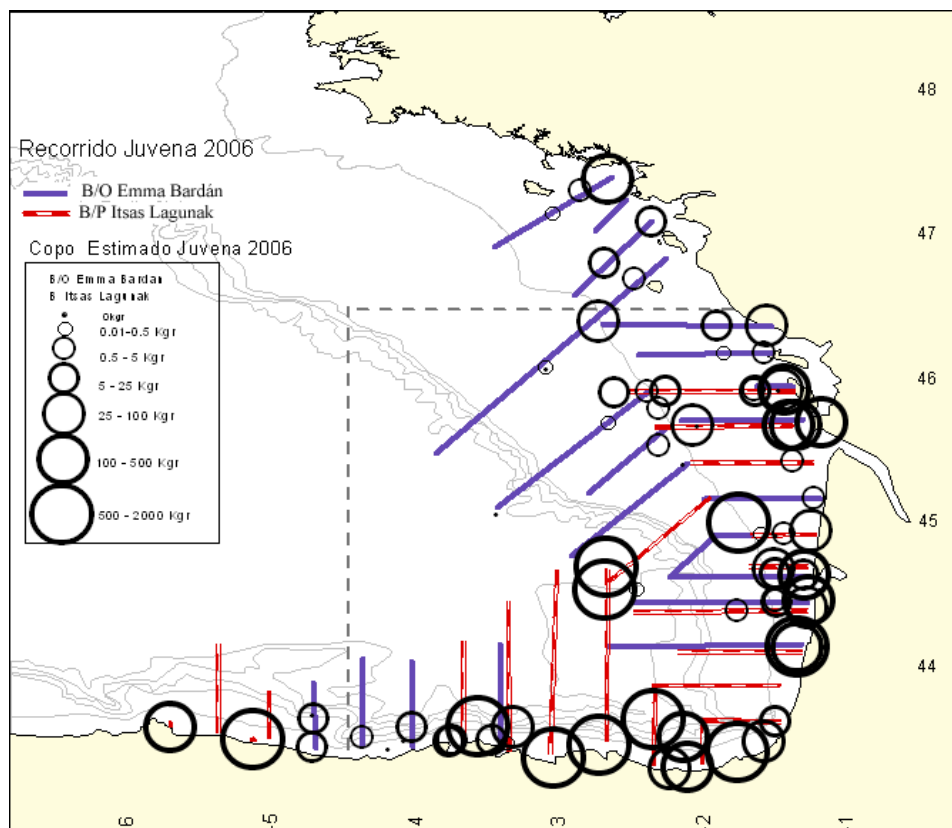 48
Recorrido Juvena 2006
B/O Emma Bardán
B/P Itsas Lagunak
47
Copo Estimado Juvena 2006
B/O Emma Bardan
B Itsas Lagunak
0kgr
0.01-0.5 Kgr
0.5 - 5 Kgr
5 - 25 Kgr
46
25 - 100 Kgr
100 - 500 Kgr
500 - 2000 Kgr
45
44
-6
-5
-4
-3
-2
-1